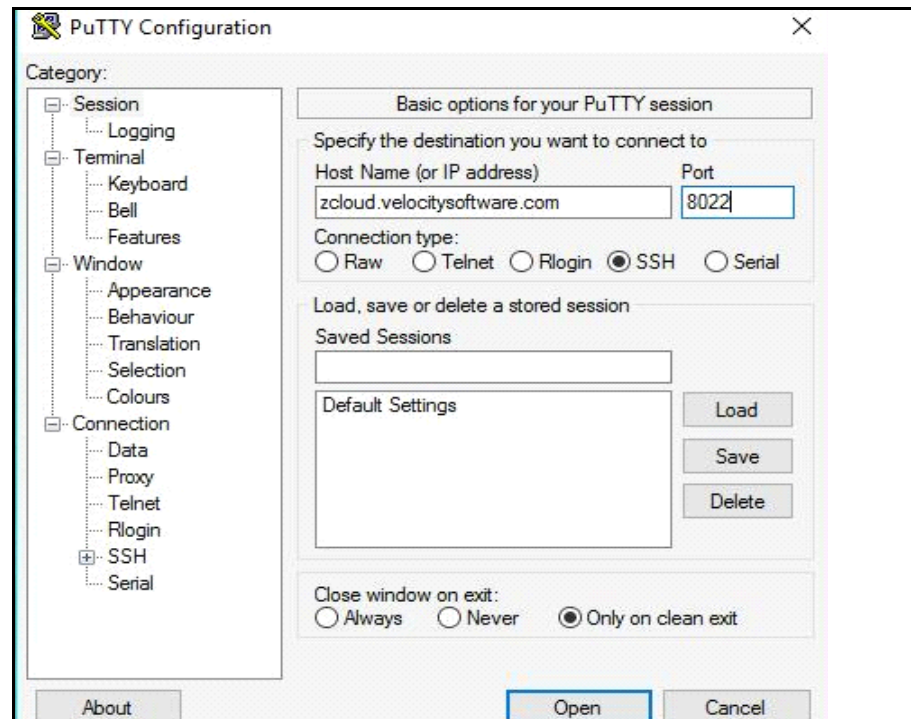 PuTTY Configuration
Category:
Session
Logging
Terminal
Keyboard
Bell
Features
Window
Appearance
Behaviour
Translation
Selection
Colours
Connection
Data
Proxy
Telnet
Rlogin
SSH
Serial
Basic options for your PuTTY session
Specify the destination you want to connect to
Host Name (or IP address) Port
zcloud.velocitysoftware.com 8022
Connection type:
Raw Telnet Rlogin SSH Serial
Load, save or delete a stored session
Saved Sessions
Default Settings
Load
Save
Delete
Close window on exit:
Always Never Only on clean exit
About Open Cancel